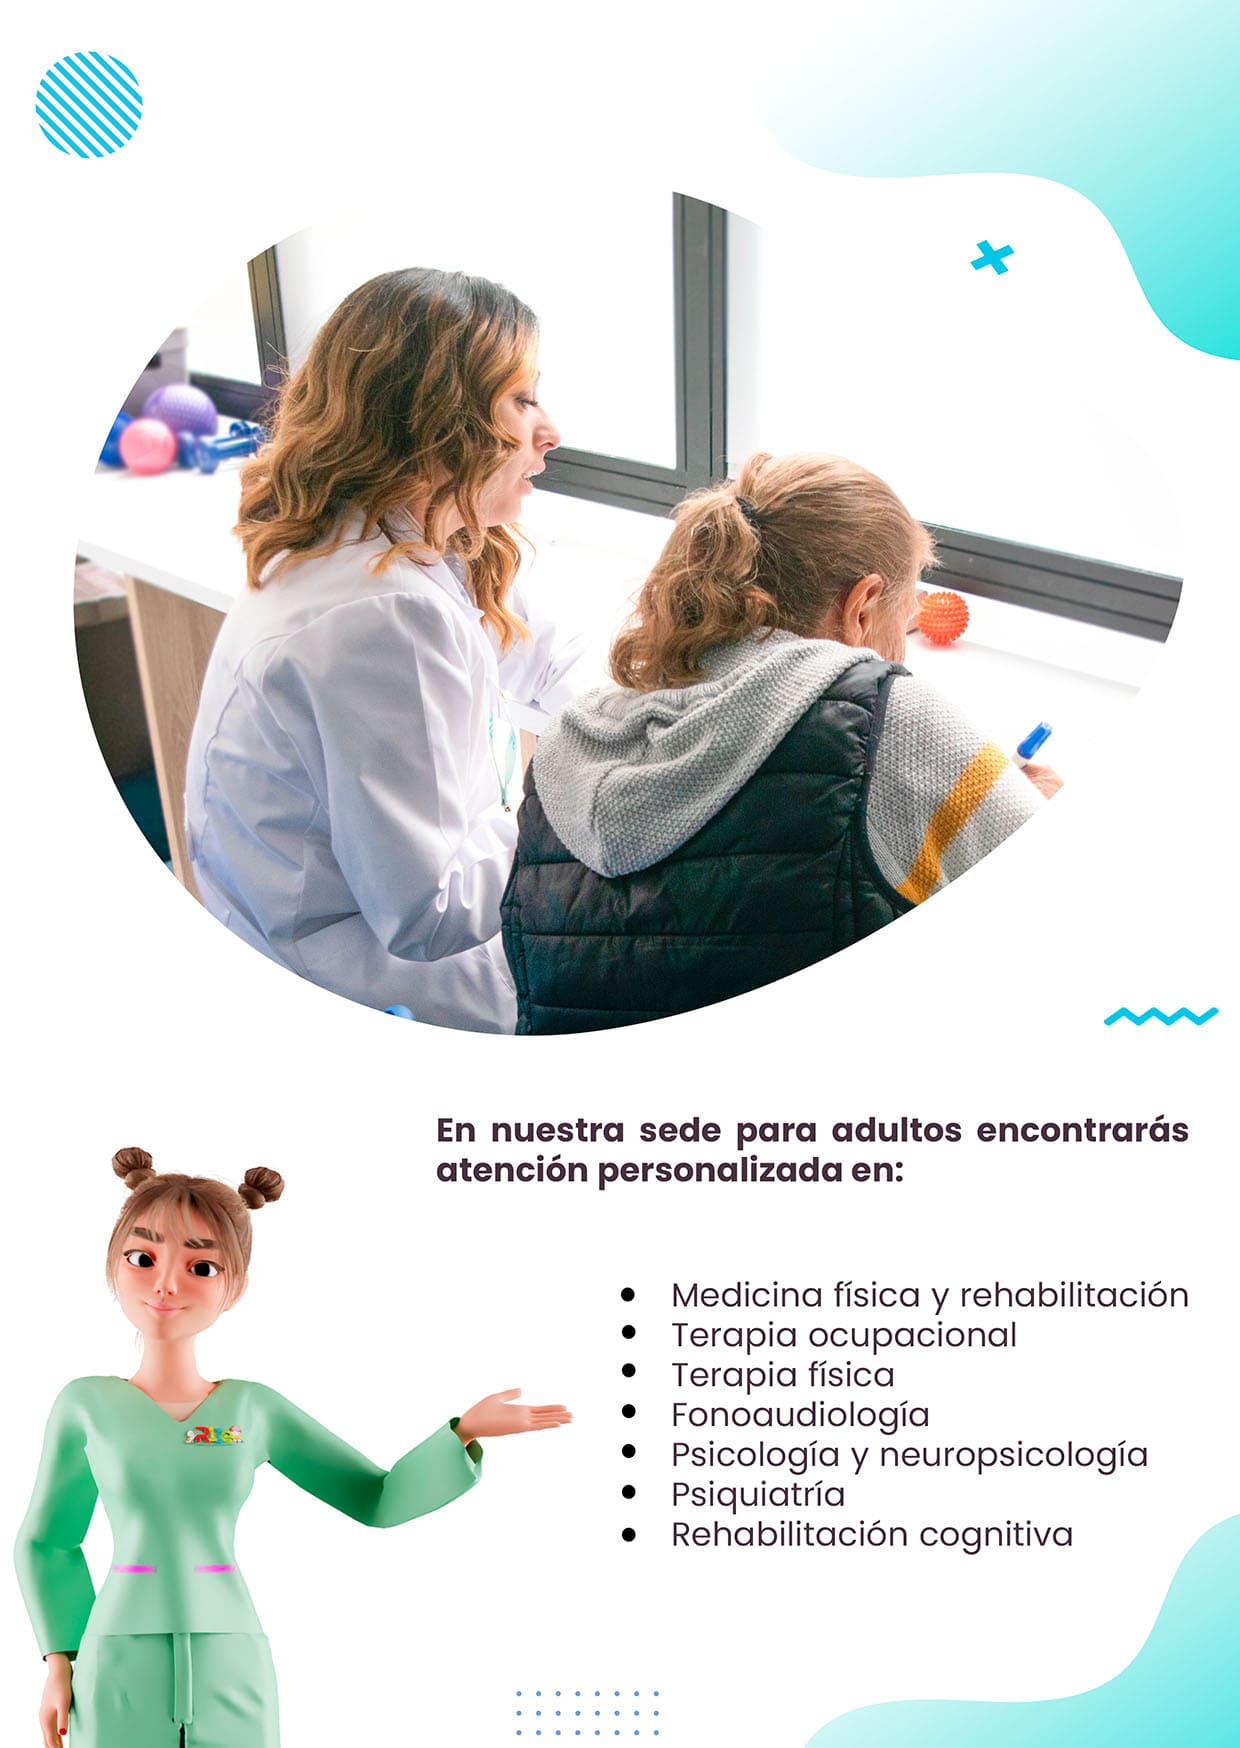 En nuestra sede para adultos encontrarás
atención personalizada en:
Medicina física y rehabilitación
Terapia ocupacional
Terapia física
Fonoaudiología
Psicología y neuropsicología
Psiquiatría
Rehabilitación cognitiva